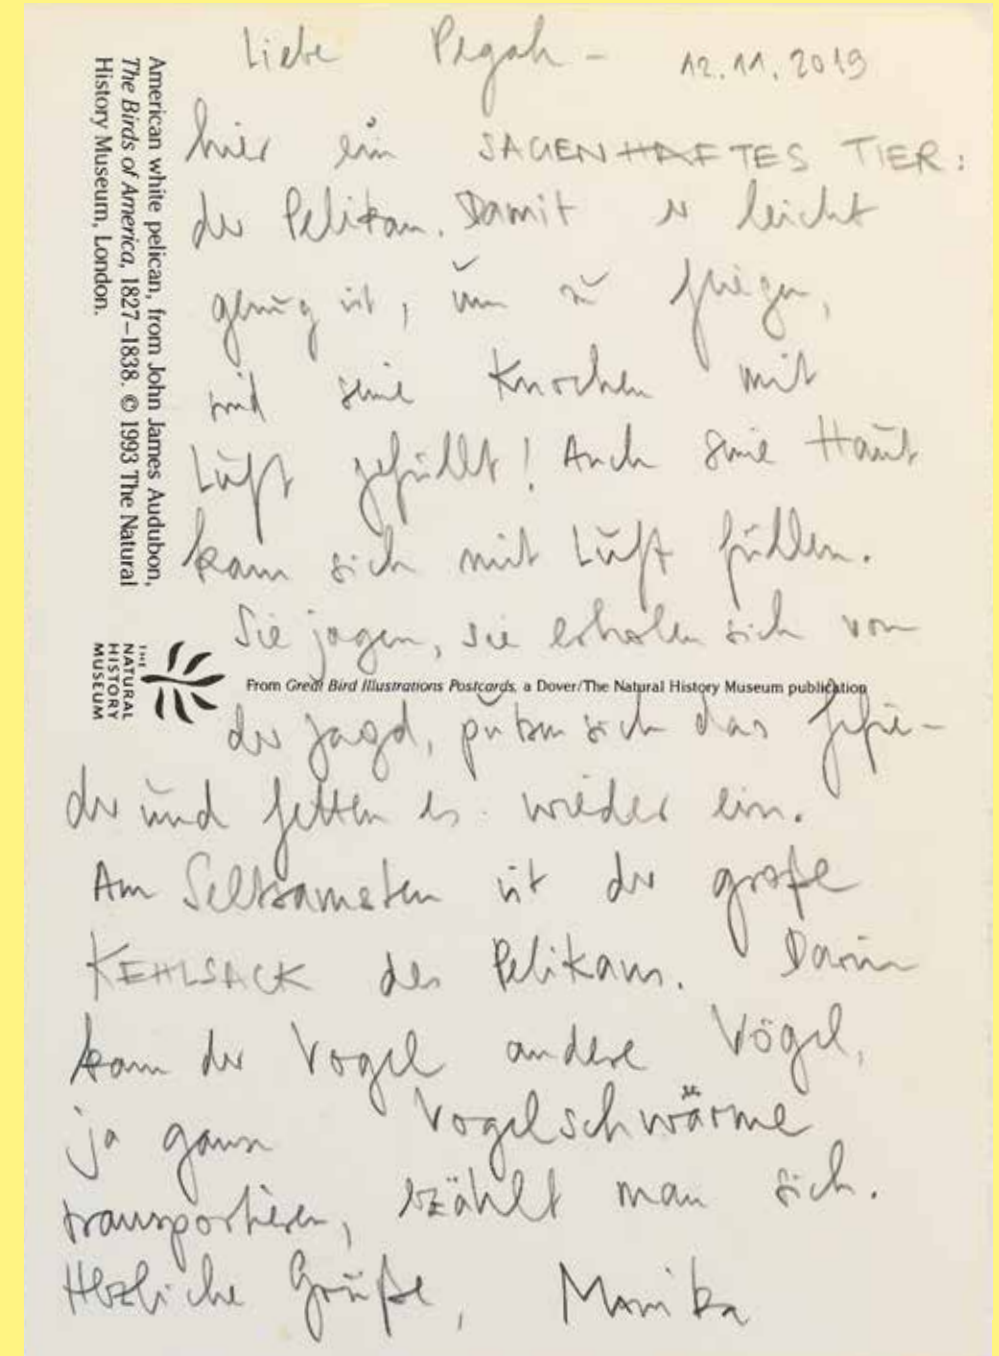 Liebe Pegah – 12.11.2019
hier ein SAGENHAFTES TIER:
der Pelikan. Damit er leicht
genug ist, um zu fliegen,
sind seine Knochen mit
Luft gefüllt! Auch seine Haut
kann sich mit Luft füllen.
Sie jagen, sie erholen sich von
der Jagd, putzen sich das Gefie-
der und fetten es wieder ein.
Am Seltsamsten ist der große
KEHLSACK des Pelikans. Darin
kann der Vogel andere Vögel,
ja ganze Vogelschwärme
transportieren, erzählt man sich.
Herzliche Grüße, Monika
American white pelican, from John James Audubon,
The Birds of America, 1827–1838. © 1993 The Natural
History Museum, London.
THE
NATURAL
HISTORY
MUSEUM
From Great Bird Illustrations Postcards, a Dover/The Natural History Museum publication